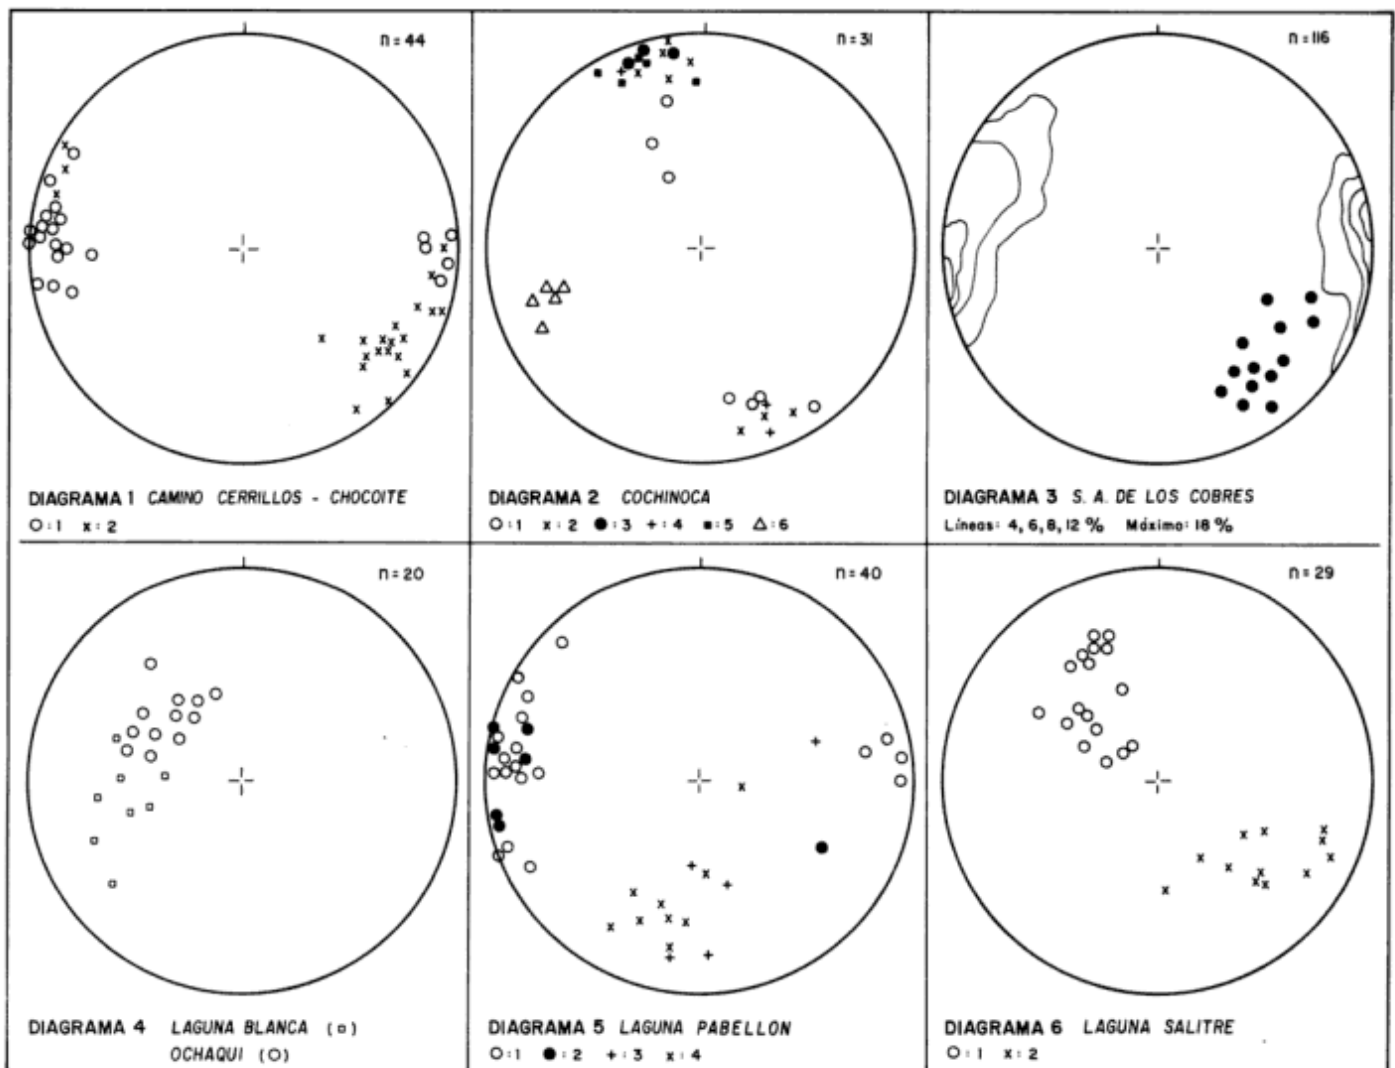 n=44
DIAGRAMA 1 CAMINO CERRILLOS - CHOCOITE
O:1 x:2
n=31
DIAGRAMA 2 COCHINOCA
O:1 x:2 ●:3 +:4 ■:5 △:6
n=116
DIAGRAMA 3 S. A. DE LOS COBRES
Líneas: 4, 6, 8, 12 % Máximo: 18 %
n=20
DIAGRAMA 4 LAGUNA BLANCA (□)
OCHAQUI (O)
n=40
DIAGRAMA 5 LAGUNA PABELLON
O:1 ●:2 +:3 x:4
n=29
DIAGRAMA 6 LAGUNA SALITRE
O:1 x:2